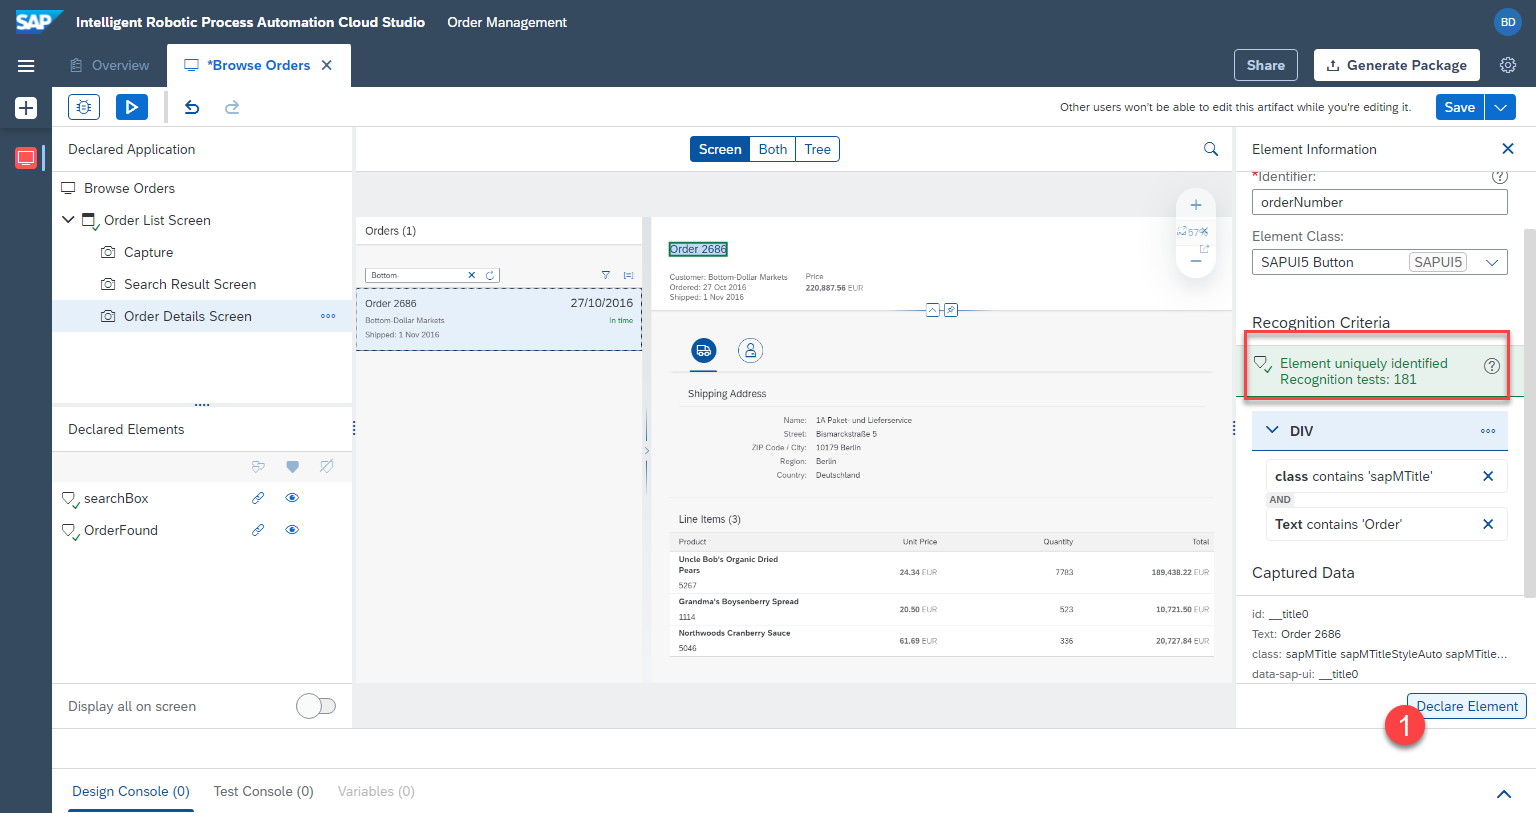 SAP Intelligent Robotic Process Automation Cloud Studio Order Management BD
Overview *Browse Orders Share Generate Package
Other users won't be able to edit this artifact while you're editing it. Save
Declared Application
Browse Orders
Order List Screen
Capture
Search Result Screen
Order Details Screen
Declared Elements
searchBox
OrderFound
Display all on screen
Screen Both Tree
Orders (1)
Bottom-
Order 2686 27/10/2016
Bottom-Dollar Markets In time
Shipped: 1 Nov 2016
Order 2686
Customer: Bottom-Dollar Markets Price
Ordered: 27 Oct 2016 220,887.56 EUR
Shipped: 1 Nov 2016
57%
Shipping Address
Name: 1A Paket- und Lieferservice
Street: Bismarckstraße 5
ZIP Code / City: 10179 Berlin
Region: Berlin
Country: Deutschland
Line Items (3)
Product Unit Price Quantity Total
Uncle Bob's Organic Dried
Pears
5267
24.34 EUR 7783 189,438.22 EUR
Grandma's Boysenberry Spread
1114
20.50 EUR 523 10,721.50 EUR
Northwoods Cranberry Sauce
5046
61.69 EUR 336 20,727.84 EUR
Element Information
*Identifier:
orderNumber
Element Class:
SAPUI5 Button SAPUI5
Recognition Criteria
Element uniquely identified
Recognition tests: 181
DIV
class contains 'sapMTitle'
AND
Text contains 'Order'
Captured Data
id: __title0
Text: Order 2686
class: sapMTitle sapMTitleStyleAuto sapMTitle...
data-sap-ui: __title0
Declare Element
1
Design Console (0) Test Console (0) Variables (0)